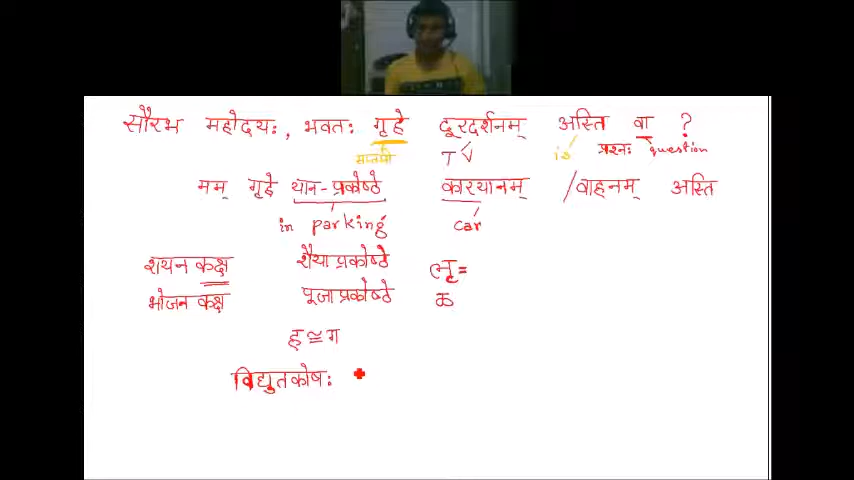 सौरभ महोदयः, भवतः गृहे दूरदर्शनम् अस्ति वा ?
सप्तमी TV is प्रश्नः question
मम् गृहे यान-प्रकोष्ठे कारयानम् /वाहनम् अस्ति
in parking car
शयन कक्ष शैया प्रकोष्ठे भृ=
भोजन कक्ष पूजा प्रकोष्ठे
ह्≅ग
विद्युतकोषः